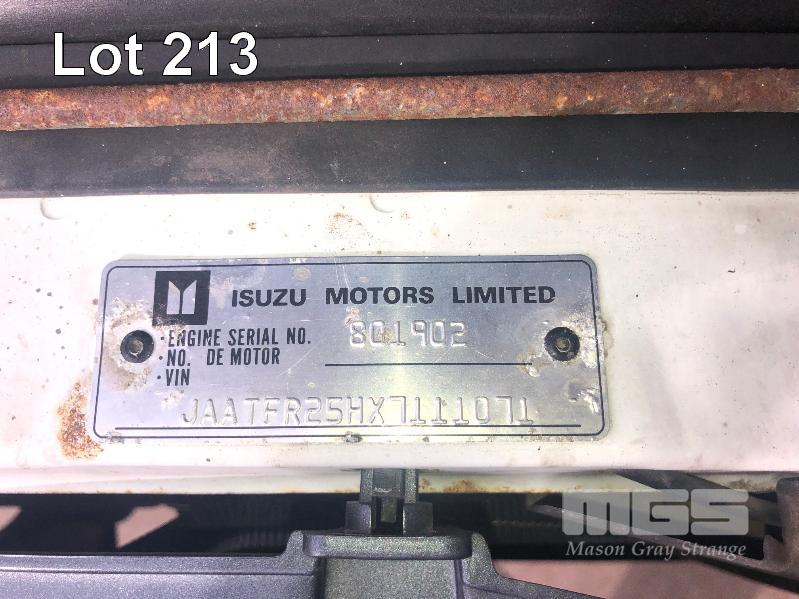 Lot 213
ISUZU MOTORS LIMITED
· ENGINE SERIAL NO. 801902
· NO. DE MOTOR
· VIN
JAATFR25HX7111071
MGS
Mason Gray Strange